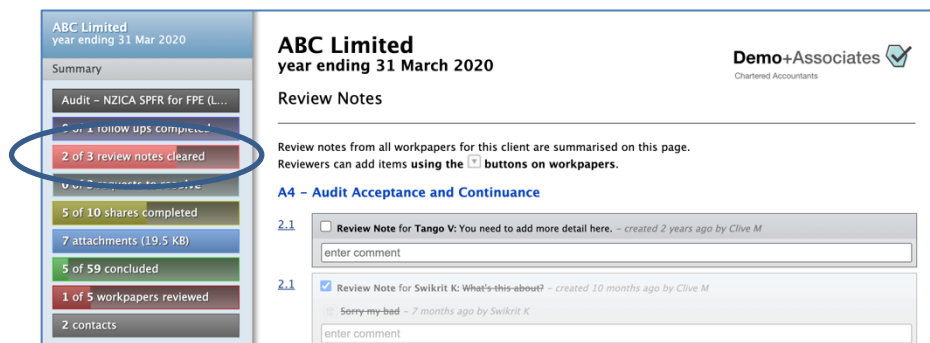 ABC Limited
year ending 31 Mar 2020
Summary
Audit – NZICA SPFR for FPE (L...
of 1 follow ups completed
2 of 3 review notes cleared
0 of 3 requests to resolve
5 of 10 shares completed
7 attachments (19.5 KB)
5 of 59 concluded
1 of 5 workpapers reviewed
2 contacts
ABC Limited
year ending 31 March 2020
Demo+Associates
Chartered Accountants
Review Notes
Review notes from all workpapers for this client are summarised on this page.
Reviewers can add items using the buttons on workpapers.
A4 – Audit Acceptance and Continuance
2.1 Review Note for Tango V: You need to add more detail here. – created 2 years ago by Clive M
enter comment
2.1 Review Note for Swikrit K: What's this about? – created 10 months ago by Clive M
Sorry my bad – 7 months ago by Swikrit K
enter comment